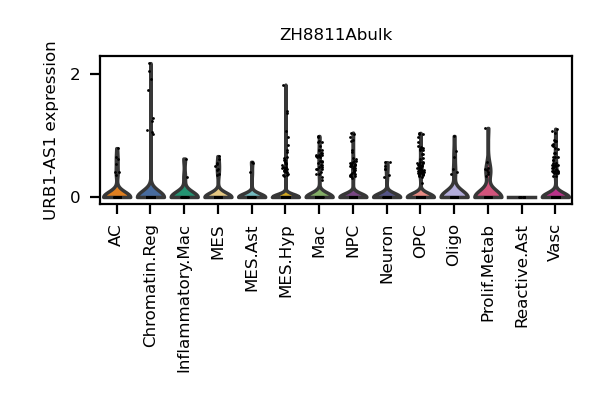 ZH8811Abulk
URB1-AS1 expression
2
0
AC
Chromatin.Reg
Inflammatory.Mac
MES
MES.Ast
MES.Hyp
Mac
NPC
Neuron
OPC
Oligo
Prolif.Metab
Reactive.Ast
Vasc